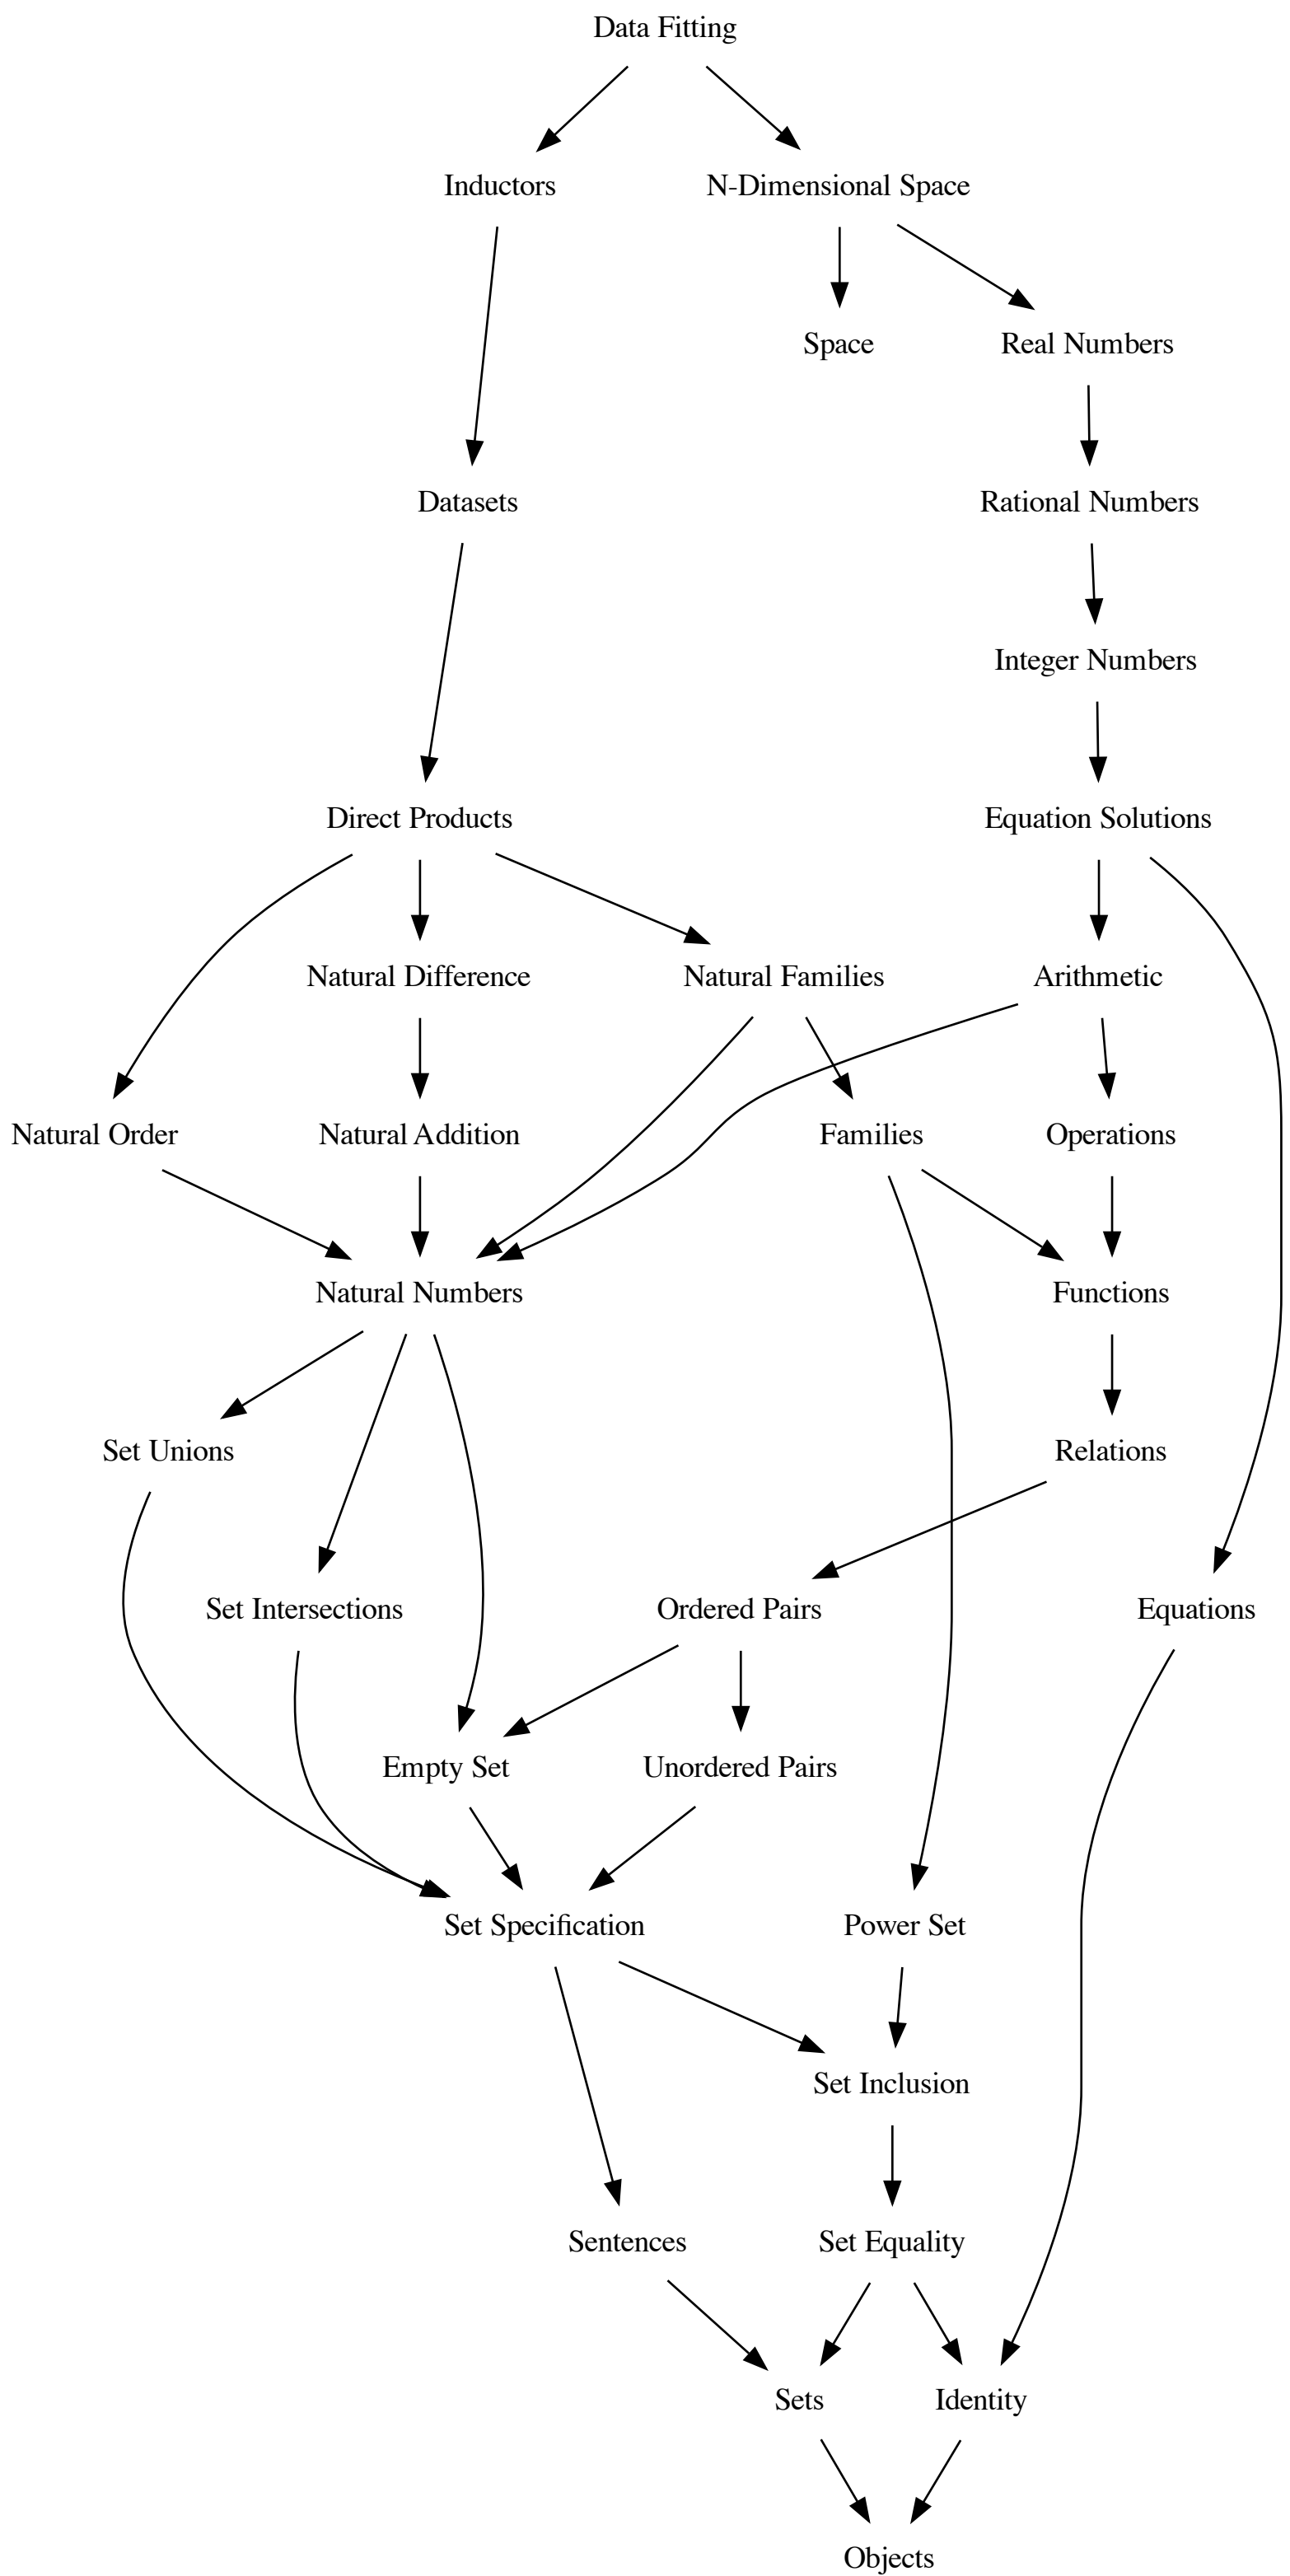 Data Fitting
Inductors
N-Dimensional Space
Space
Real Numbers
Datasets
Rational Numbers
Integer Numbers
Direct Products
Equation Solutions
Natural Difference
Natural Families
Arithmetic
Natural Order
Natural Addition
Families
Operations
Natural Numbers
Functions
Set Unions
Relations
Set Intersections
Ordered Pairs
Equations
Empty Set
Unordered Pairs
Set Specification
Power Set
Set Inclusion
Sentences
Set Equality
Sets
Identity
Objects